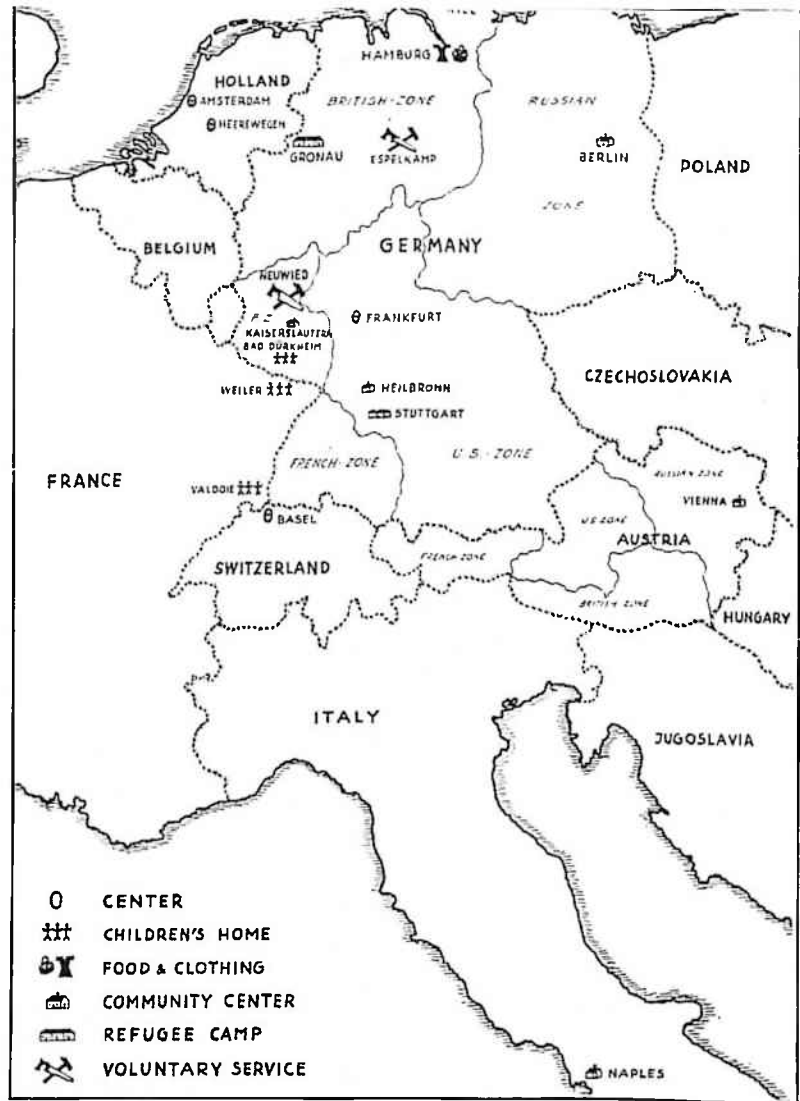 HAMBURG
HOLLAND
AMSTERDAM
HEEREWEGEN
BRITISH-ZONE
RUSSIAN
ZONE
GRONAU
ESPELKAMP
BERLIN
POLAND
BELGIUM
GERMANY
NEUWIED
F. Z.
KAISERSLAUTERN
BAD DÜRKHEIM
FRANKFURT
WEILER
HEILBRONN
STUTTGART
CZECHOSLOVAKIA
FRANCE
FRENCH-ZONE
U.S.-ZONE
VALDOIE
BASEL
RUSSIAN ZONE
VIENNA
U.S. ZONE
AUSTRIA
SWITZERLAND
FRENCH-ZONE
BRITISH ZONE
HUNGARY
ITALY
JUGOSLAVIA
CENTER
CHILDREN'S HOME
FOOD & CLOTHING
COMMUNITY CENTER
REFUGEE CAMP
VOLUNTARY SERVICE
NAPLES